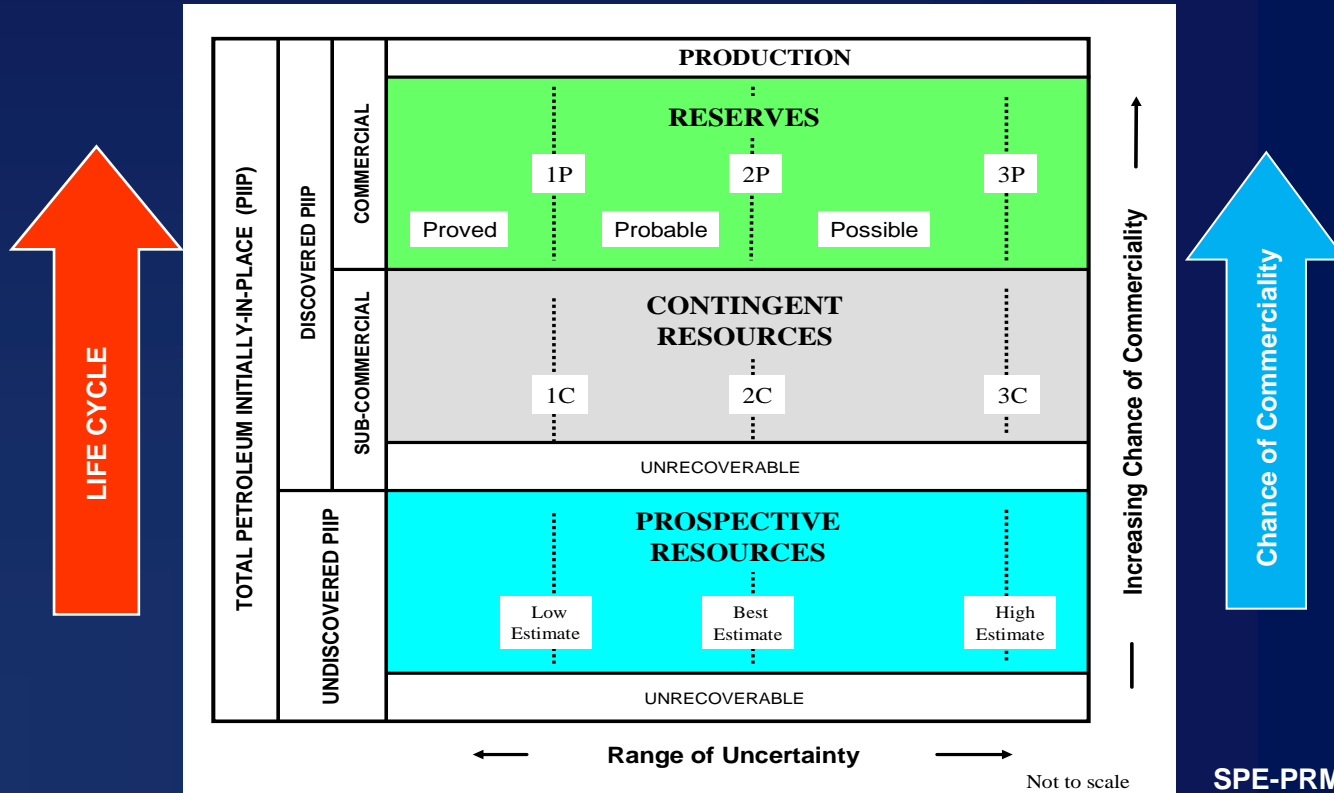 LIFE CYCLE
TOTAL PETROLEUM INITIALLY-IN-PLACE (PIIP)
DISCOVERED PIIP
UNDISCOVERED PIIP
COMMERCIAL
SUB-COMMERCIAL
PRODUCTION
RESERVES
1P 2P 3P
Proved Probable Possible
CONTINGENT
RESOURCES
1C 2C 3C
UNRECOVERABLE
PROSPECTIVE
RESOURCES
Low Best High
Estimate Estimate Estimate
UNRECOVERABLE
Range of Uncertainty
Not to scale
Increasing Chance of Commerciality
Chance of Commerciality
SPE-PRM